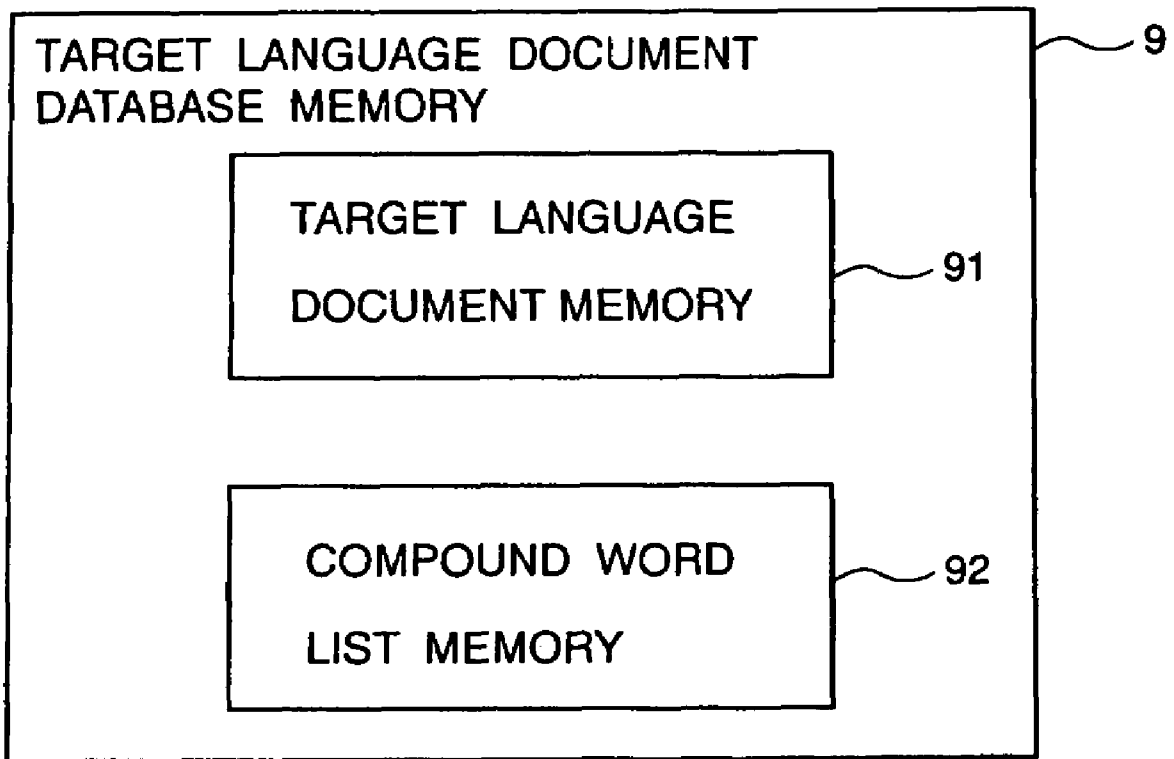 9
TARGET LANGUAGE DOCUMENT
DATABASE MEMORY
TARGET LANGUAGE
91
DOCUMENT MEMORY
COMPOUND WORD
92
LIST MEMORY